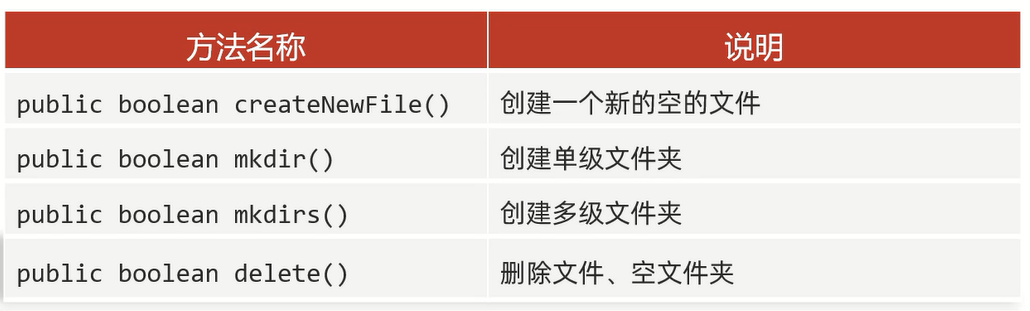 方法名称 说明
public boolean createNewFile() 创建一个新的空的文件
public boolean mkdir() 创建单级文件夹
public boolean mkdirs() 创建多级文件夹
public boolean delete() 删除文件、空文件夹